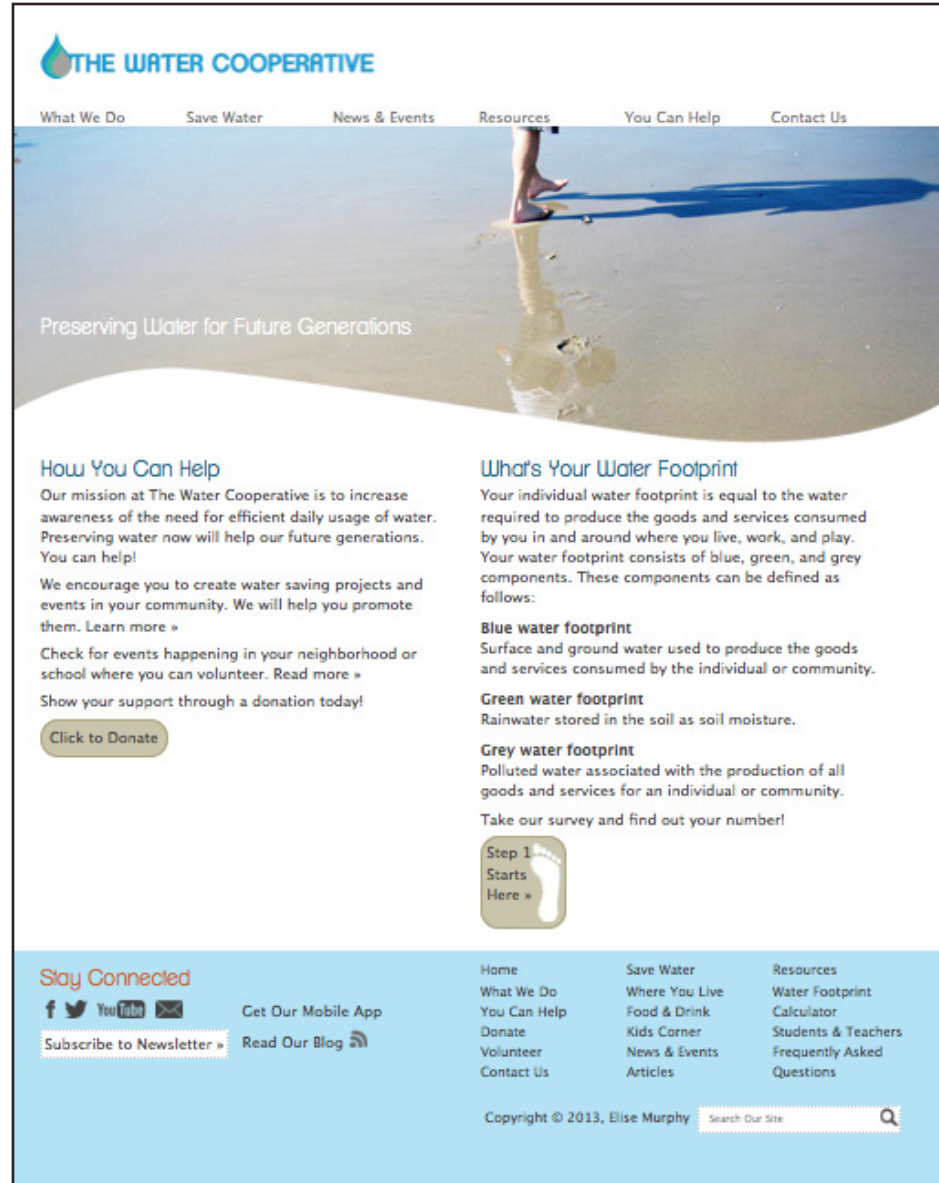 THE WATER COOPERATIVE
What We Do Save Water News & Events Resources You Can Help Contact Us
Preserving Water for Future Generations
How You Can Help
Our mission at The Water Cooperative is to increase
awareness of the need for efficient daily usage of water.
Preserving water now will help our future generations.
You can help!
We encourage you to create water saving projects and
events in your community. We will help you promote
them. Learn more »
Check for events happening in your neighborhood or
school where you can volunteer. Read more »
Show your support through a donation today!
Click to Donate
What's Your Water Footprint
Your individual water footprint is equal to the water
required to produce the goods and services consumed
by you in and around where you live, work, and play.
Your water footprint consists of blue, green, and grey
components. These components can be defined as
follows:
Blue water footprint
Surface and ground water used to produce the goods
and services consumed by the individual or community.
Green water footprint
Rainwater stored in the soil as soil moisture.
Grey water footprint
Polluted water associated with the production of all
goods and services for an individual or community.
Take our survey and find out your number!
Step 1
Starts
Here »
Stay Connected
f YouTube
Subscribe to Newsletter »
Get Our Mobile App
Read Our Blog
Home
What We Do
You Can Help
Donate
Volunteer
Contact Us
Save Water
Where You Live
Food & Drink
Kids Corner
News & Events
Articles
Resources
Water Footprint
Calculator
Students & Teachers
Frequently Asked
Questions
Copyright © 2013, Elise Murphy
Search Our Site